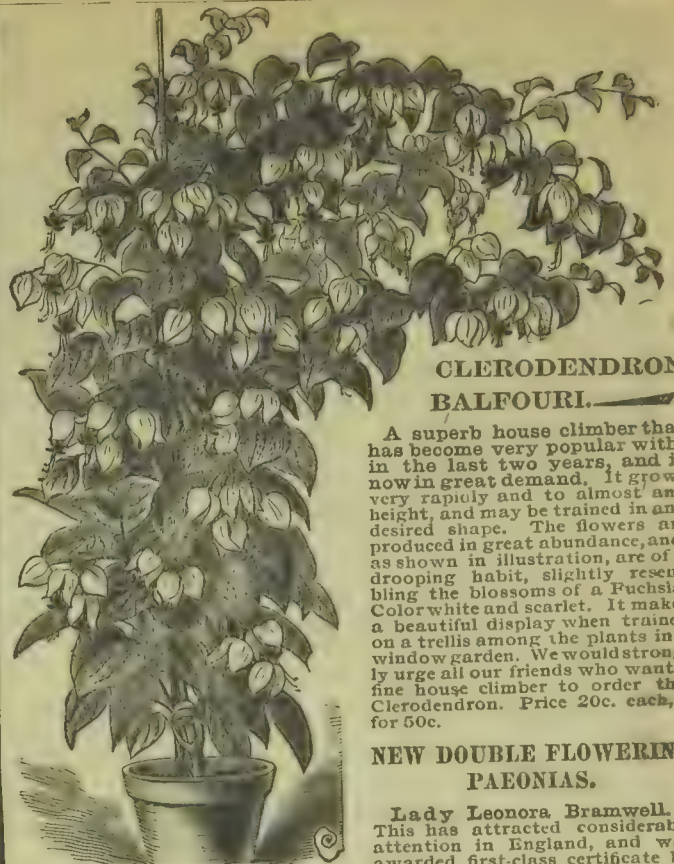 CLERODENDRON
BALFOURI.
A superb house climber tha
has become very popular with
in the last two years, and i
now in great demand. It grow
very rapidly and to almost an
height, and may be trained in an
desired shape. The flowers ar
produced in great abundance, and
as shown in illustration, are of
drooping habit, slightly resem
bling the blossoms of a Fuchsia
Color white and scarlet. It make
a beautiful display when traine
on a trellis among the plants in
window garden. We would strong
ly urge all our friends who want
fine house climber to order th
Clerodendron. Price 20c. each,
for 50c.
NEW DOUBLE FLOWERIN
PAEONIAS.
Lady Leonora Bramwell.
This has attracted considerab
attention in England, and w
awarded first-class certificate